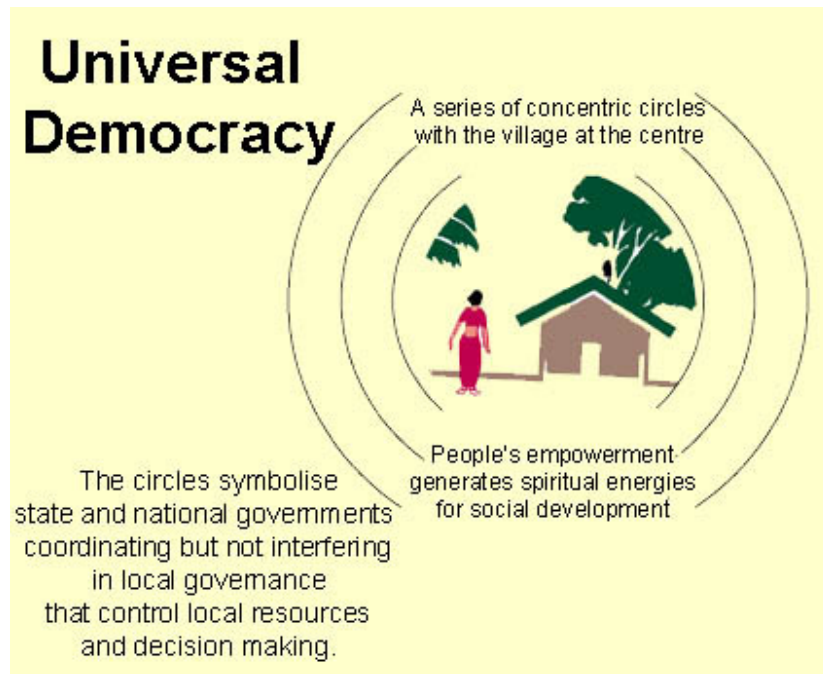 Universal
Democracy
A series of concentric circles
with the village at the centre
People's empowerment
generates spiritual energies
for social development
The circles symbolise
state and national governments
coordinating but not interfering
in local governance
that control local resources
and decision making.